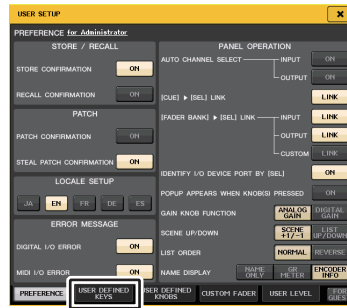 USER SETUP
PREFERENCE for Administrator
STORE / RECALL
STORE CONFIRMATION ON
RECALL CONFIRMATION ON
PATCH
PATCH CONFIRMATION ON
STEAL PATCH CONFIRMATION ON
LOCALE SETUP
JA EN FR DE ES
ERROR MESSAGE
DIGITAL I/O ERROR ON
MIDI I/O ERROR ON
PANEL OPERATION
AUTO CHANNEL SELECT INPUT ON
OUTPUT ON
[CUE] ▶ [SEL] LINK LINK
[FADER BANK] ▶ [SEL] LINK INPUT LINK
OUTPUT LINK
CUSTOM LINK
IDENTIFY I/O DEVICE PORT BY [SEL] ON
POPUP APPEARS WHEN KNOB(S) PRESSED ON
GAIN KNOB FUNCTION ANALOG GAIN DIGITAL GAIN
SCENE UP/DOWN SCENE +1/-1 LIST UP/DOWN
LIST ORDER NORMAL REVERSE
NAME DISPLAY NAME ONLY GR METER ENCODER INFO
PREFERENCE USER DEFINED KEYS USER DEFINED KNOBS CUSTOM FADER USER LEVEL FOR GUES